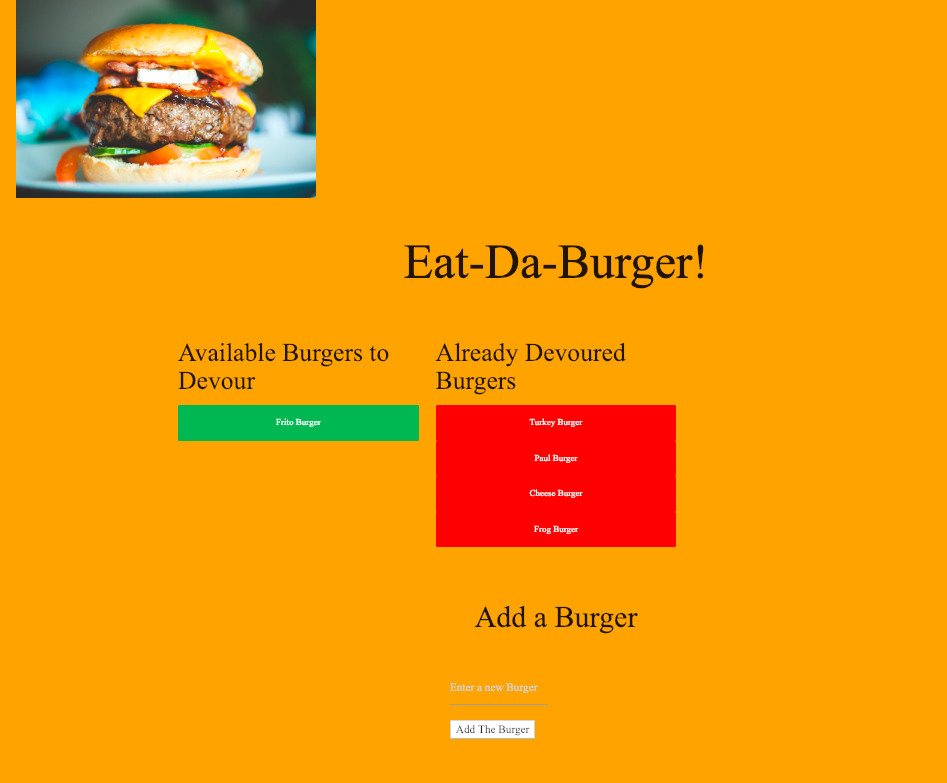 Eat-Da-Burger!
Available Burgers to
Devour
Frito Burger
Already Devoured
Burgers
Turkey Burger
Paul Burger
Cheese Burger
Frog Burger
Add a Burger
Enter a new Burger
Add The Burger